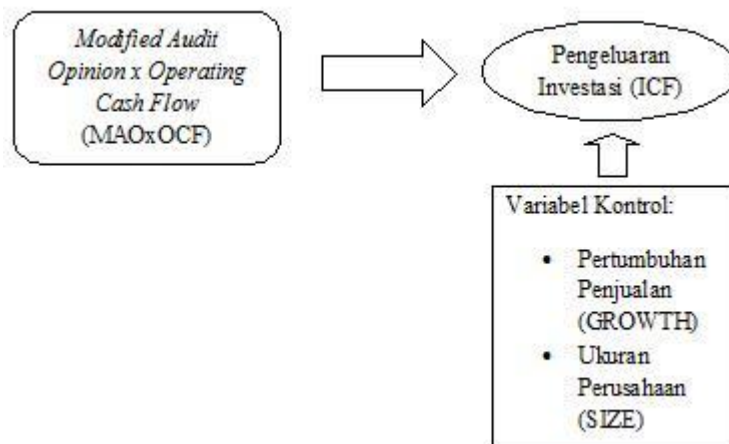 Modified Audit
Opinion x Operating
Cash Flow
(MAOxOCF)
Pengeluaran
Investasi (ICF)
Variabel Kontrol:
• Pertumbuhan
Penjualan
(GROWTH)
• Ukuran
Perusahaan
(SIZE)